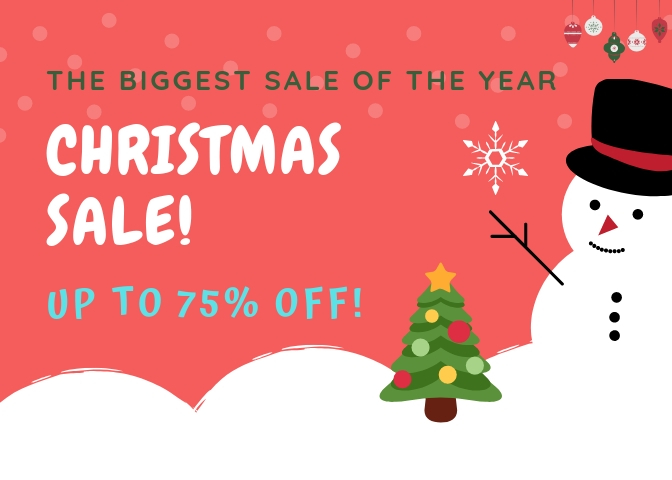 THE BIGGEST SALE OF THE YEAR
CHRISTMAS
SALE!
UP TO 75% OFF!